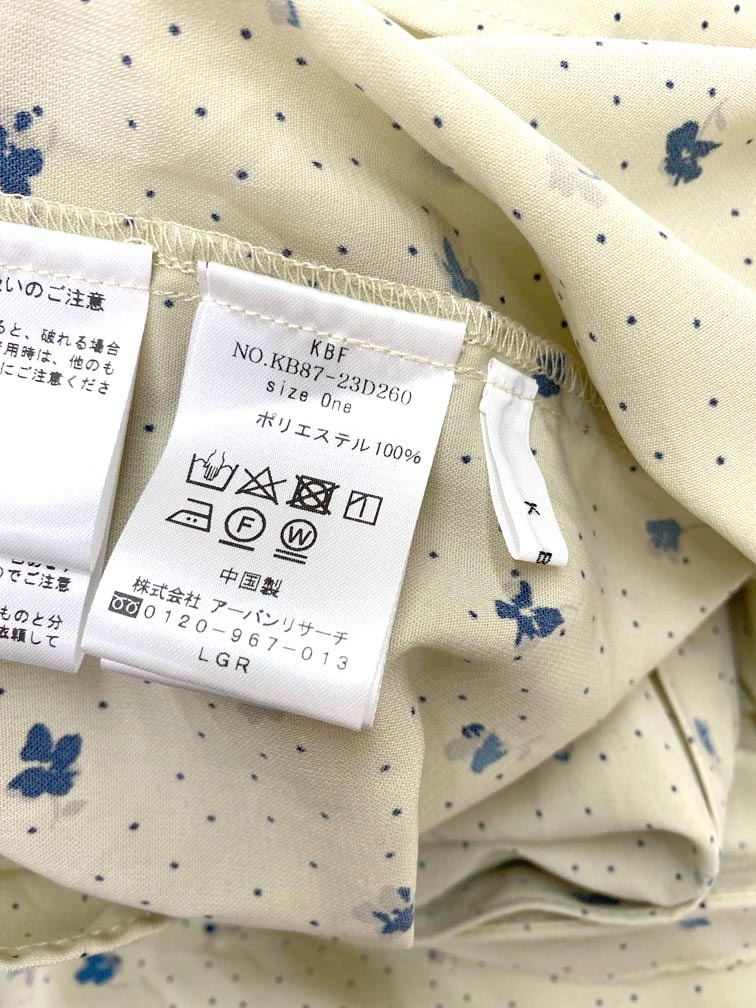 いのご注意
ると、破れる場合
用時は、他のも
にご注意くださ
でご注意
ものと分
依頼して
KBF
NO.KB87-23D260
size One
ポリエステル100%
1
F
W
中国製
株式会社 アーバンリサーチ
0120-967-013
LGR